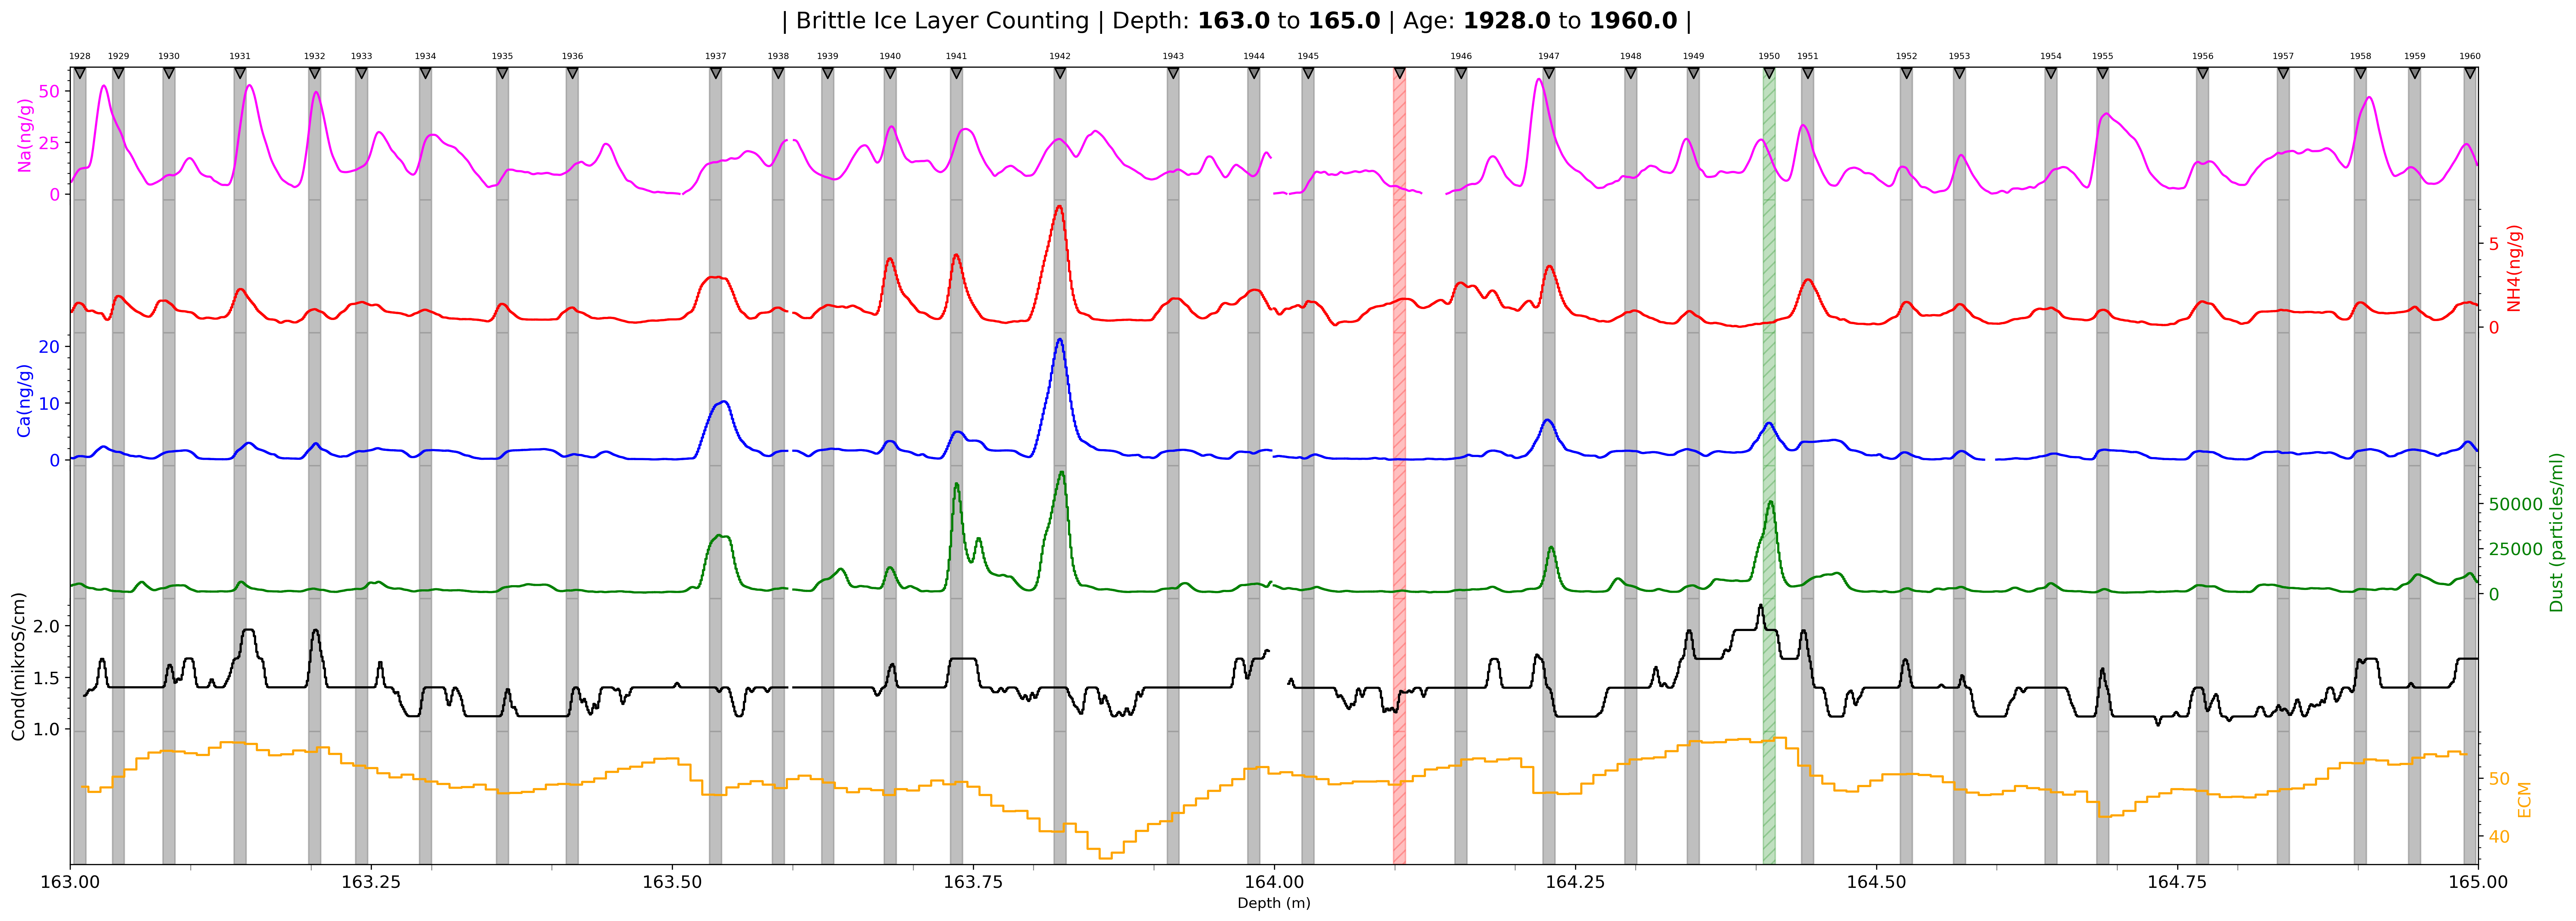 | Brittle Ice Layer Counting | Depth: 163.0 to 165.0 | Age: 1928.0 to 1960.0 |
1928 1929 1930 1931 1932 1933 1934 1935 1936 1937 1938 1939 1940 1941 1942 1943 1944 1945 1946 1947 1948 1949 1950 1951 1952 1953 1954 1955 1956 1957 1958 1959 1960
Na(ng/g)
50
25
0
NH4(ng/g)
5
0
Ca(ng/g)
20
10
0
Dust (particles/ml)
50000
25000
0
Cond(mikroS/cm)
2.0
1.5
1.0
ECM
50
40
163.00 163.25 163.50 163.75 164.00 164.25 164.50 164.75 165.00
Depth (m)